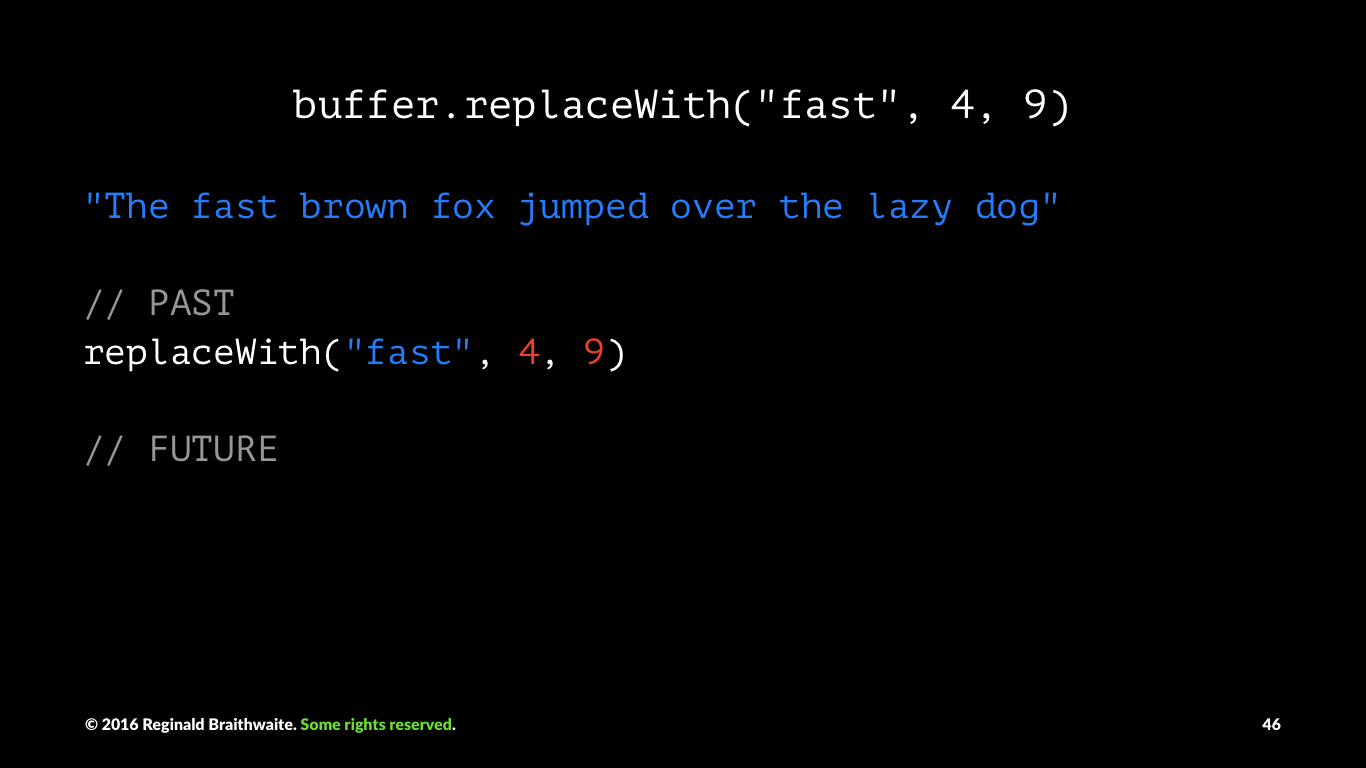 buffer.replaceWith("fast", 4, 9)
"The fast brown fox jumped over the lazy dog"
// PAST
replaceWith("fast", 4, 9)
// FUTURE
© 2016 Reginald Braithwaite. Some rights reserved.
46